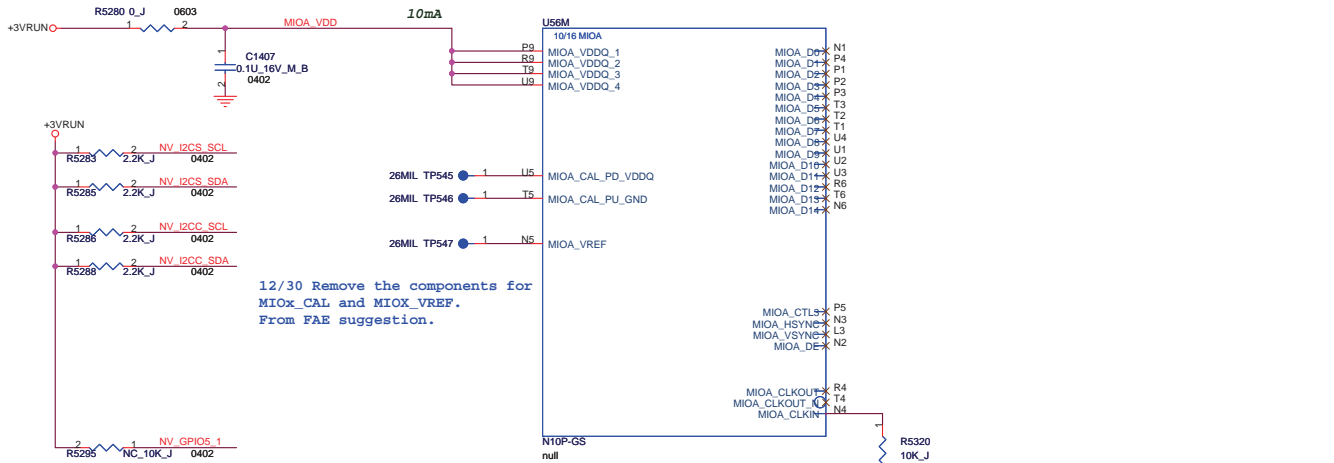 R5280 0_J 0603
+3VRUN 1 2 MIOA_VDD 10mA
1 C1407
0.1U_16V_M_B
2 0402
+3VRUN
1 2 NV_I2CS_SCL
R5283 2.2K_J 0402
1 2 NV_I2CS_SDA
R5285 2.2K_J 0402
1 2 NV_I2CC_SCL
R5286 2.2K_J 0402
1 2 NV_I2CC_SDA
R5288 2.2K_J 0402
2 1 NV_GPIO5_1
R5295 NC_10K_J 0402
12/30 Remove the components for
MIOx_CAL and MIOX_VREF.
From FAE suggestion.
U56M
10/16 MIOA
P9 MIOA_VDDQ_1
R9 MIOA_VDDQ_2
T9 MIOA_VDDQ_3
U9 MIOA_VDDQ_4
26MIL TP545 1 U5 MIOA_CAL_PD_VDDQ
26MIL TP546 1 T5 MIOA_CAL_PU_GND
26MIL TP547 1 N5 MIOA_VREF
MIOA_D0 N1
MIOA_D1 P4
MIOA_D2 P1
MIOA_D3 P2
MIOA_D4 P3
MIOA_D5 T3
MIOA_D6 T2
MIOA_D7 T1
MIOA_D8 U4
MIOA_D9 U1
MIOA_D10 U2
MIOA_D11 U3
MIOA_D12 R6
MIOA_D13 T6
MIOA_D14 N6
MIOA_CTL3 P5
MIOA_HSYNC N3
MIOA_VSYNC L3
MIOA_DE N2
MIOA_CLKOUT R4
MIOA_CLKOUT_N T4
MIOA_CLKIN N4
N10P-GS
null
1 R5320
10K_J